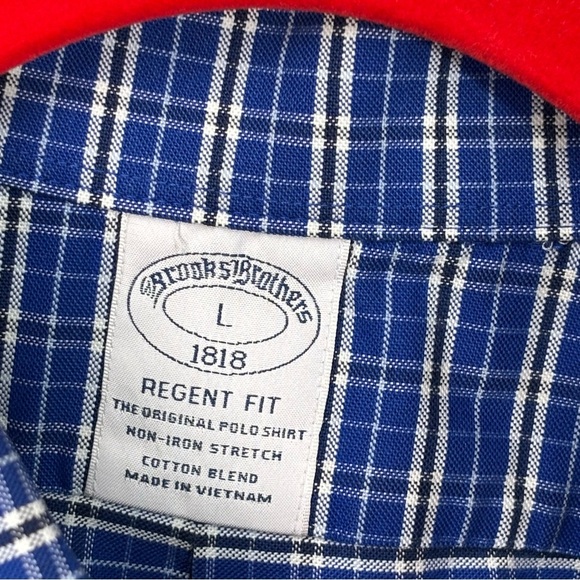 Brooks Brothers
L
1818
REGENT FIT
THE ORIGINAL POLO SHIRT
NON-IRON STRETCH
COTTON BLEND
MADE IN VIETNAM